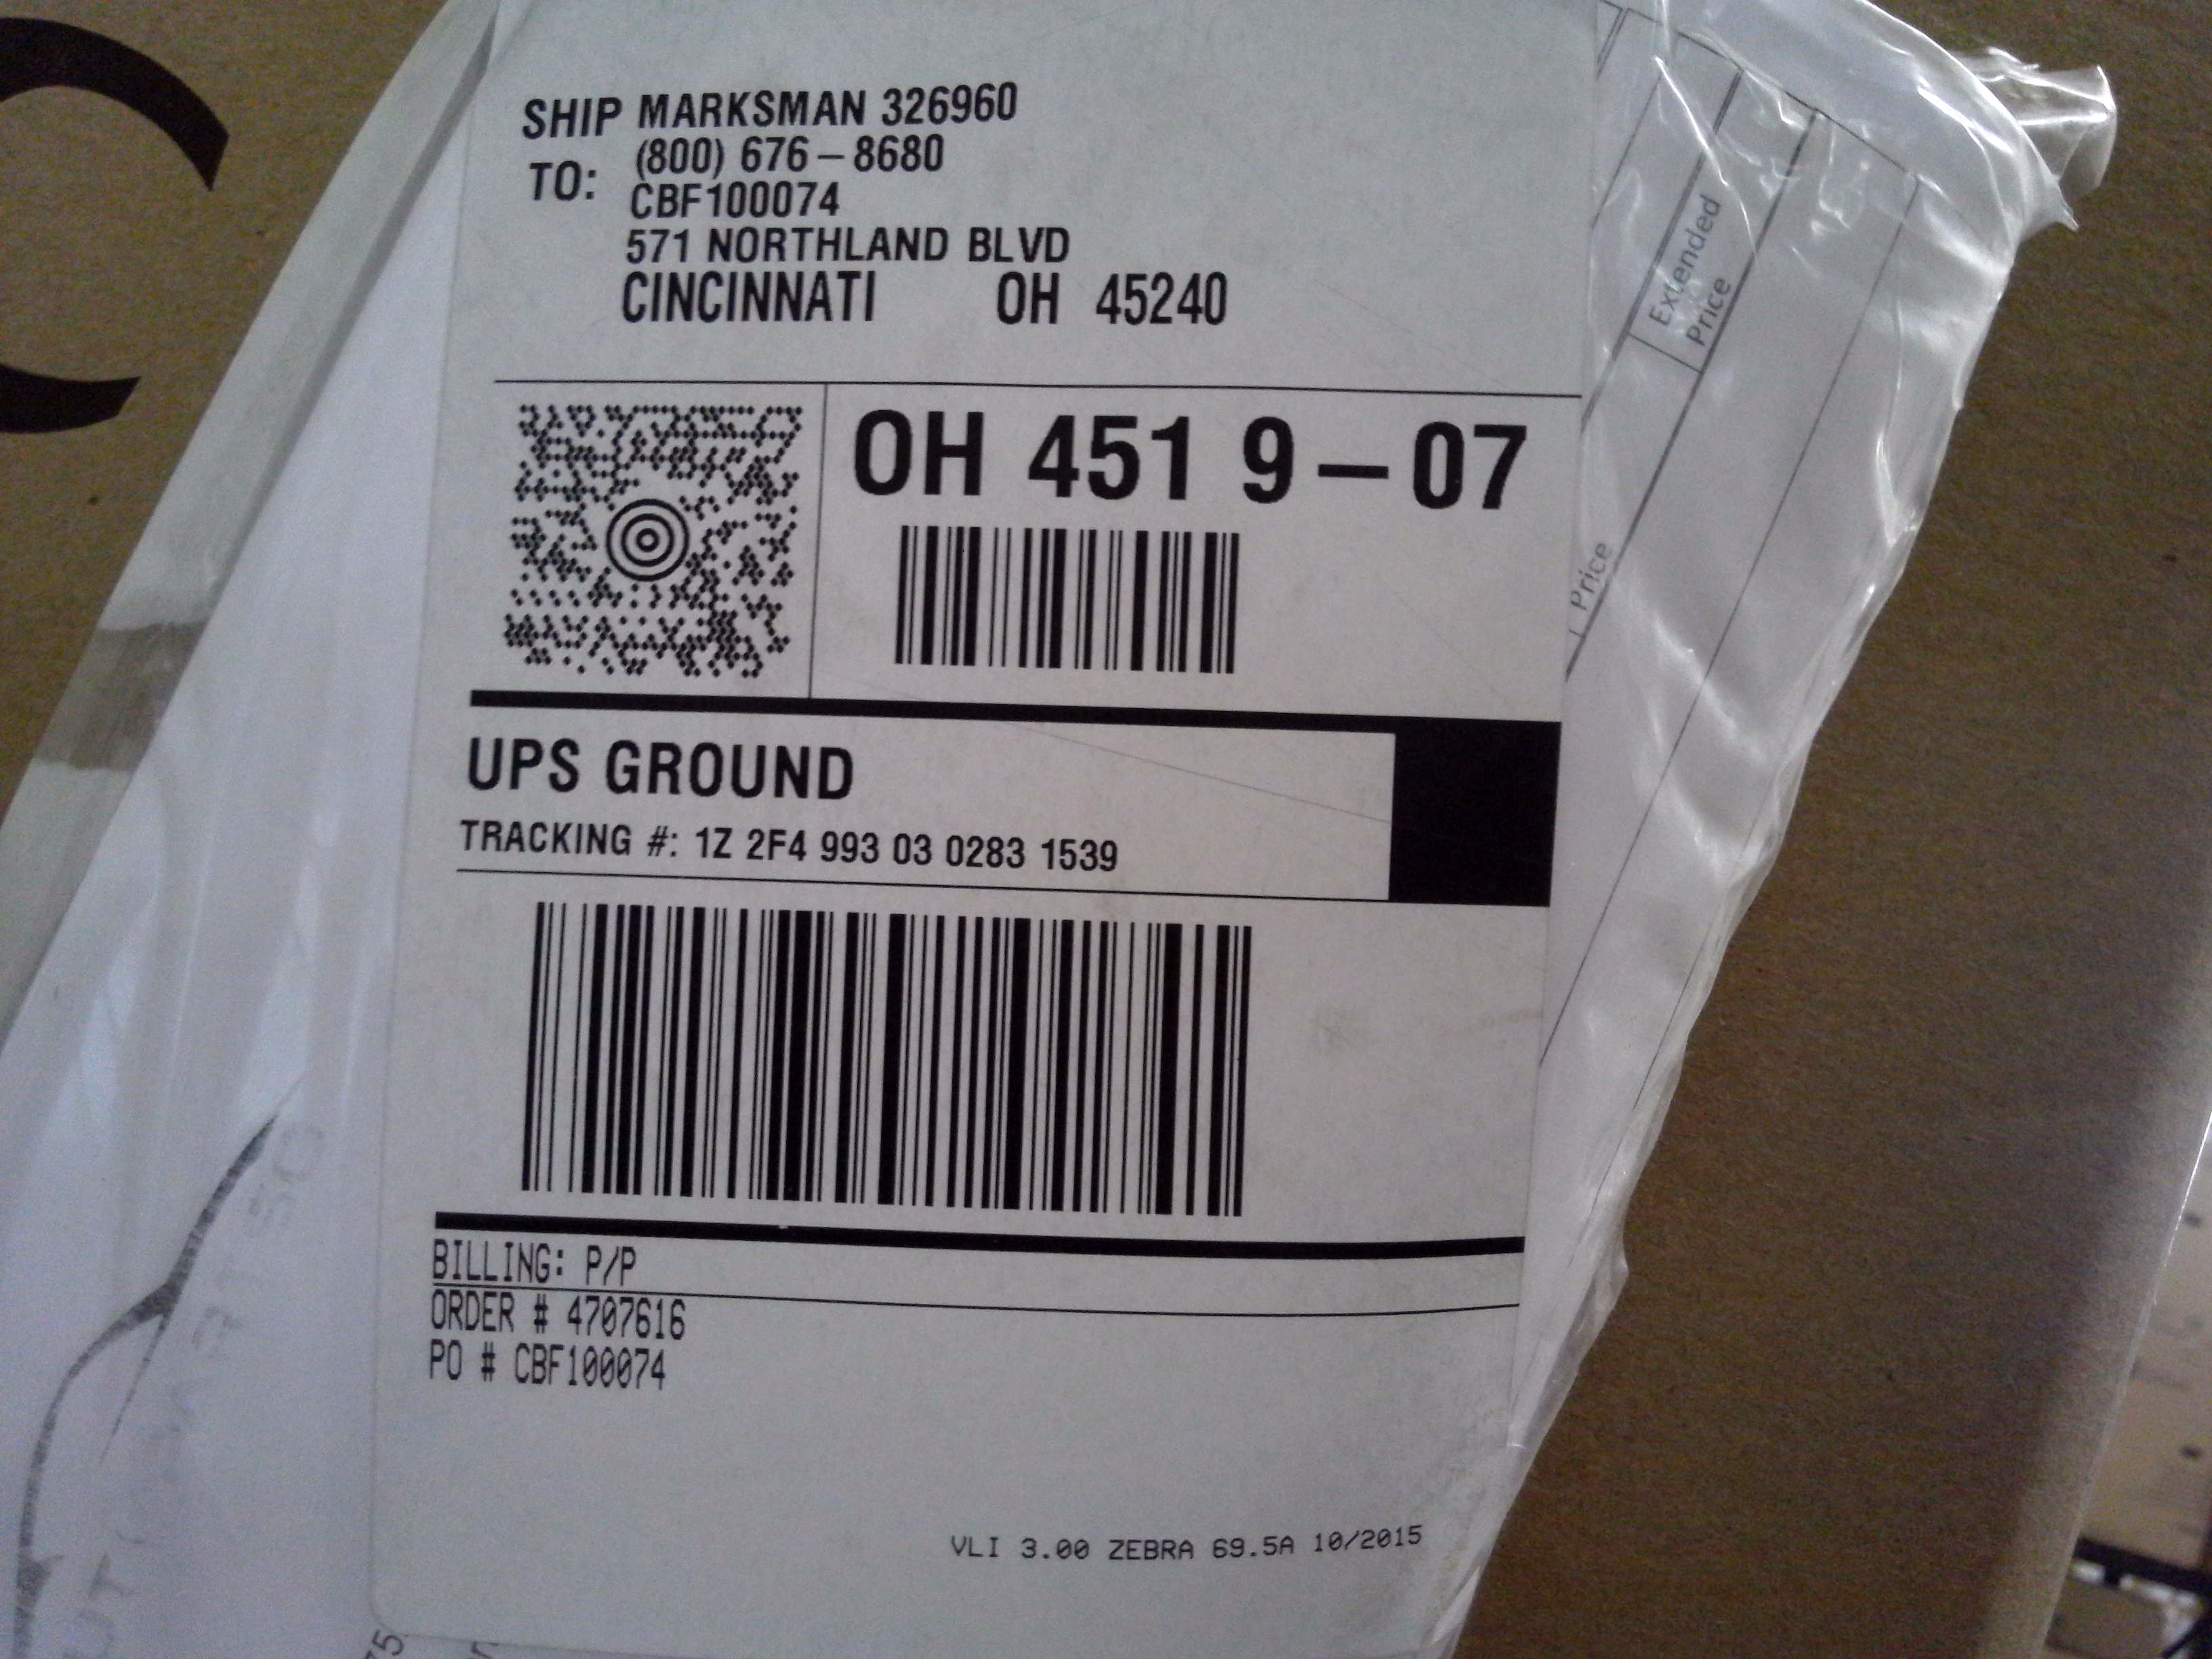 SHIP TO: MARKSMAN 326960
(800) 676-8680
CBF100074
571 NORTHLAND BLVD
CINCINNATI OH 45240
OH 451 9-07
UPS GROUND
TRACKING #: 1Z 2F4 993 03 0283 1539
BILLING: P/P
ORDER # 4707616
PO # CBF100074
VLI 3.00 ZEBRA 69.5A 10/2015
Extended
Price
Price